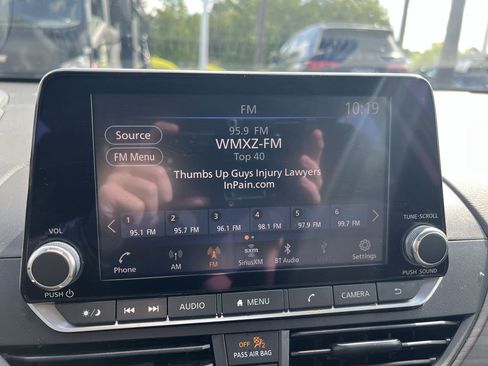 FM
10:19
Source
95.9 FM
WMXZ-FM
FM Menu
Top 40
Thumbs Up Guys Injury Lawyers
InPain.com
1 2 3 4 5 6
95.1 FM 95.7 FM 96.1 FM 98.1 FM 97.9 FM 99.7 FM
VOL
TUNE·SCROLL
Phone AM FM SiriusXM BT Audio Settings
sxm
PUSH
PUSH SOUND
AUDIO MENU CAMERA
OFF 2
PASS AIR BAG